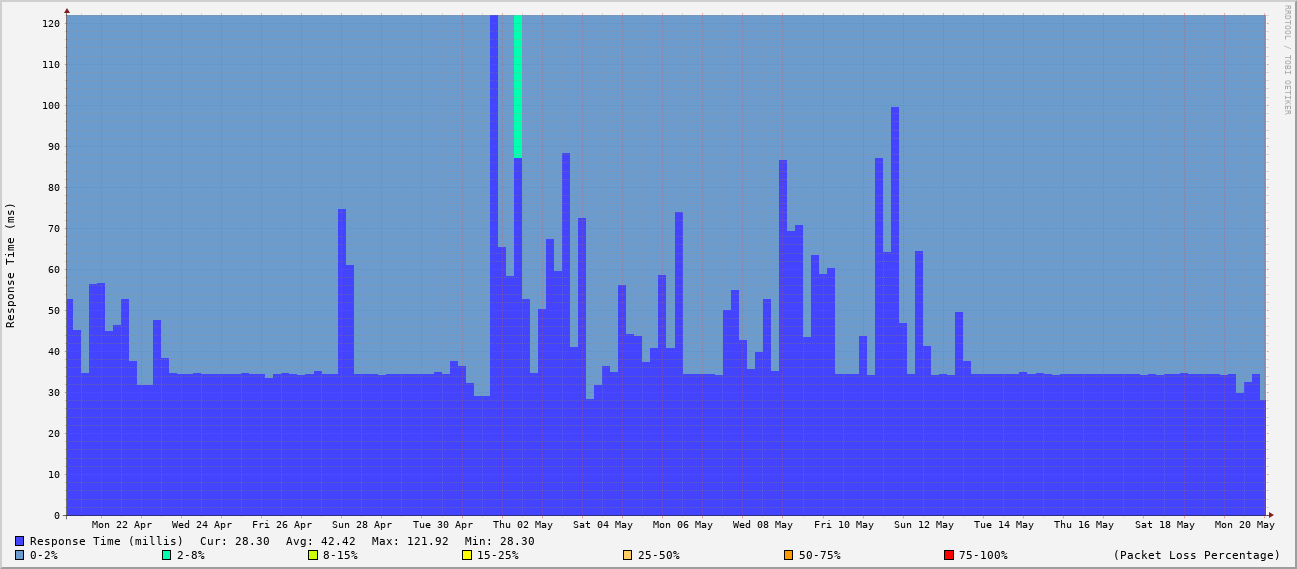 RRDTOOL / TOBI OETIKER
Response Time (ms)
120
110
100
90
80
70
60
50
40
30
20
10
0
Mon 22 Apr Wed 24 Apr Fri 26 Apr Sun 28 Apr Tue 30 Apr Thu 02 May Sat 04 May Mon 06 May Wed 08 May Fri 10 May Sun 12 May Tue 14 May Thu 16 May Sat 18 May Mon 20 May
Response Time (millis) Cur: 28.30 Avg: 42.42 Max: 121.92 Min: 28.30
0-2% 2-8% 8-15% 15-25% 25-50% 50-75% 75-100% (Packet Loss Percentage)